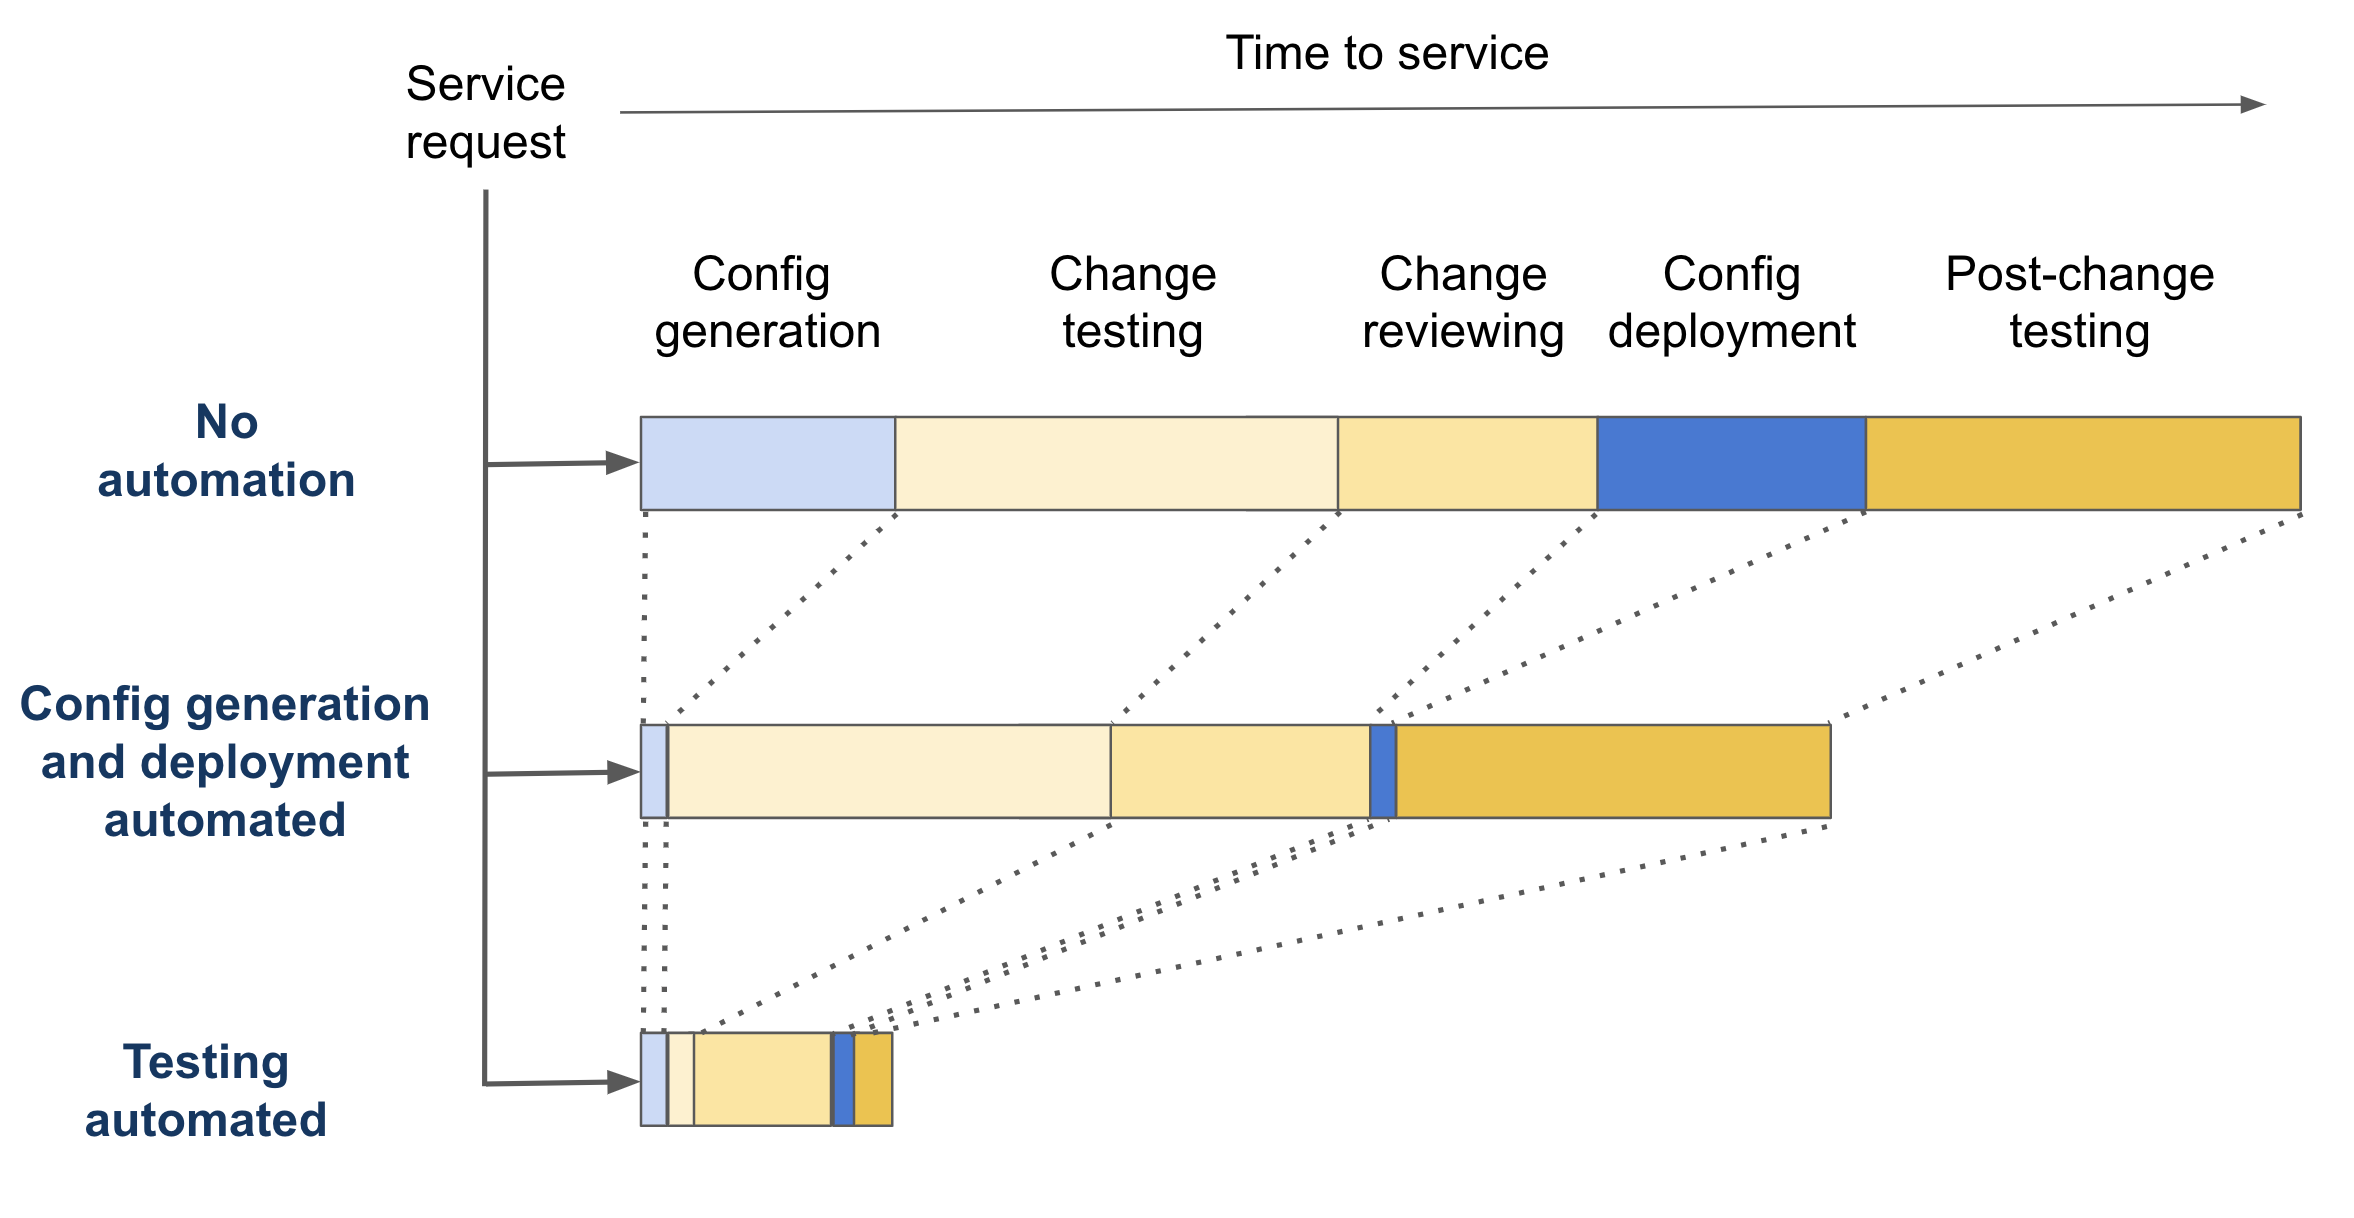 Time to service
Service
request
Config
generation
Change
testing
Change
reviewing
Config
deployment
Post-change
testing
No
automation
Config generation
and deployment
automated
Testing
automated